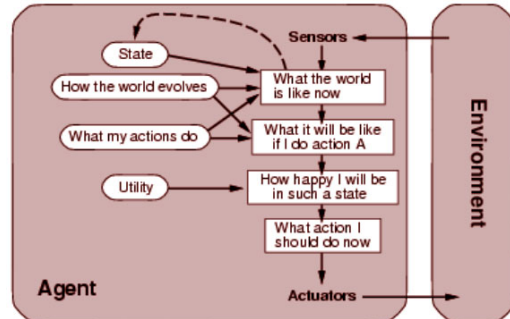 Sensors
State
What the world
is like now
How the world evolves
What it will be like
if I do action A
What my actions do
How happy I will be
in such a state
Utility
What action I
should do now
Agent
Actuators
Environment